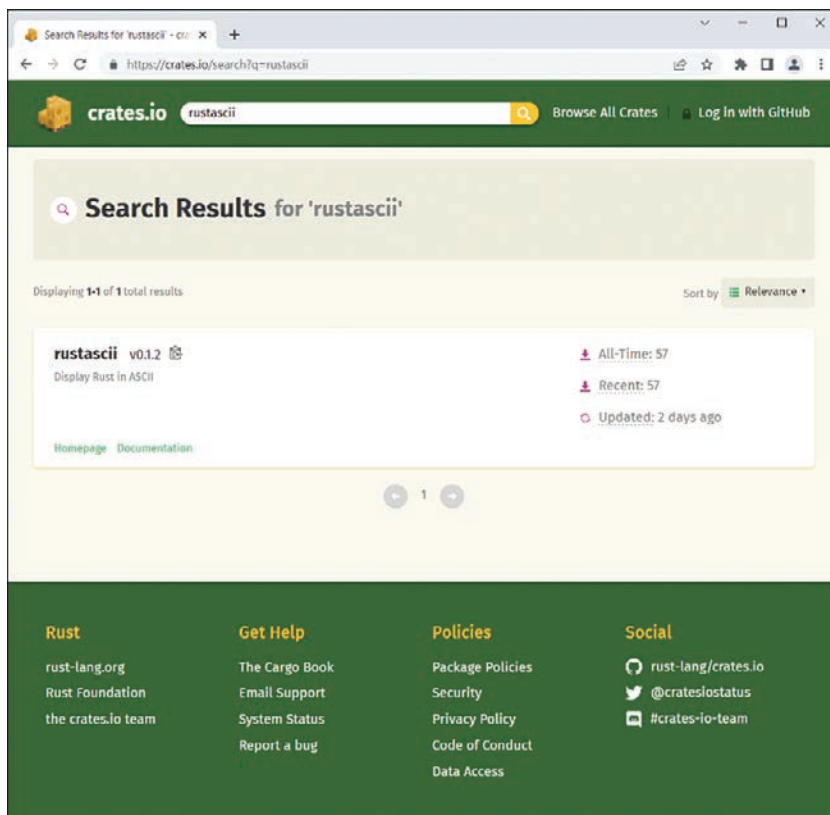 Search Results for 'rustascii' - cra
https://crates.io/search?q=rustascii
crates.io rustascii Browse All Crates Log in with GitHub
Search Results for 'rustascii'
Displaying 1-1 of 1 total results Sort by Relevance
rustascii v0.1.2 All-Time: 57
Display Rust in ASCII Recent: 57
Updated: 2 days ago
Homepage Documentation
1
Rust Get Help Policies Social
rust-lang.org The Cargo Book Package Policies rust-lang/crates.io
Rust Foundation Email Support Security @cratesiostatus
the crates.io team System Status Privacy Policy #crates-io-team
Report a bug Code of Conduct
Data Access